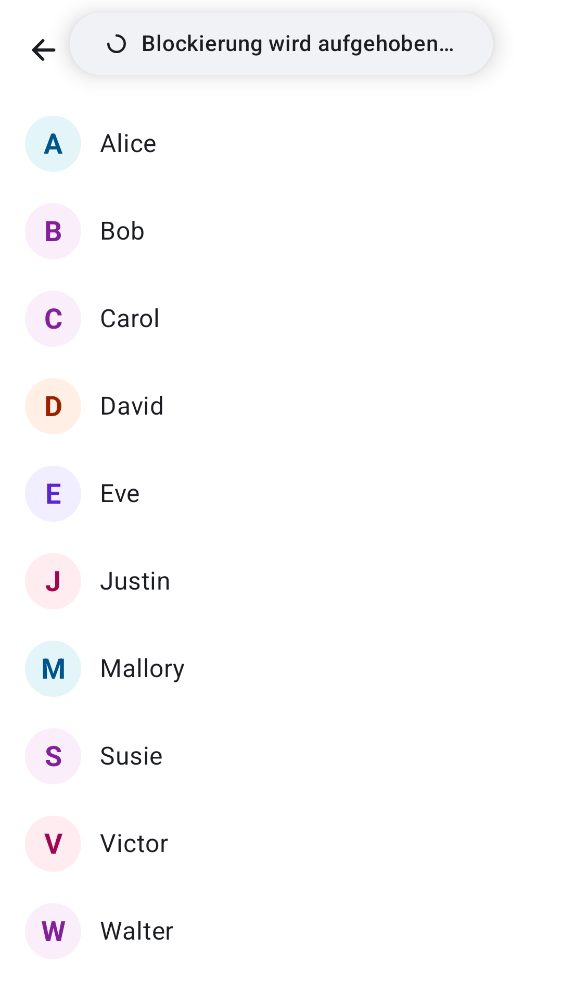 Blockierung wird aufgehoben…
A Alice
B Bob
C Carol
D David
E Eve
J Justin
M Mallory
S Susie
V Victor
W Walter